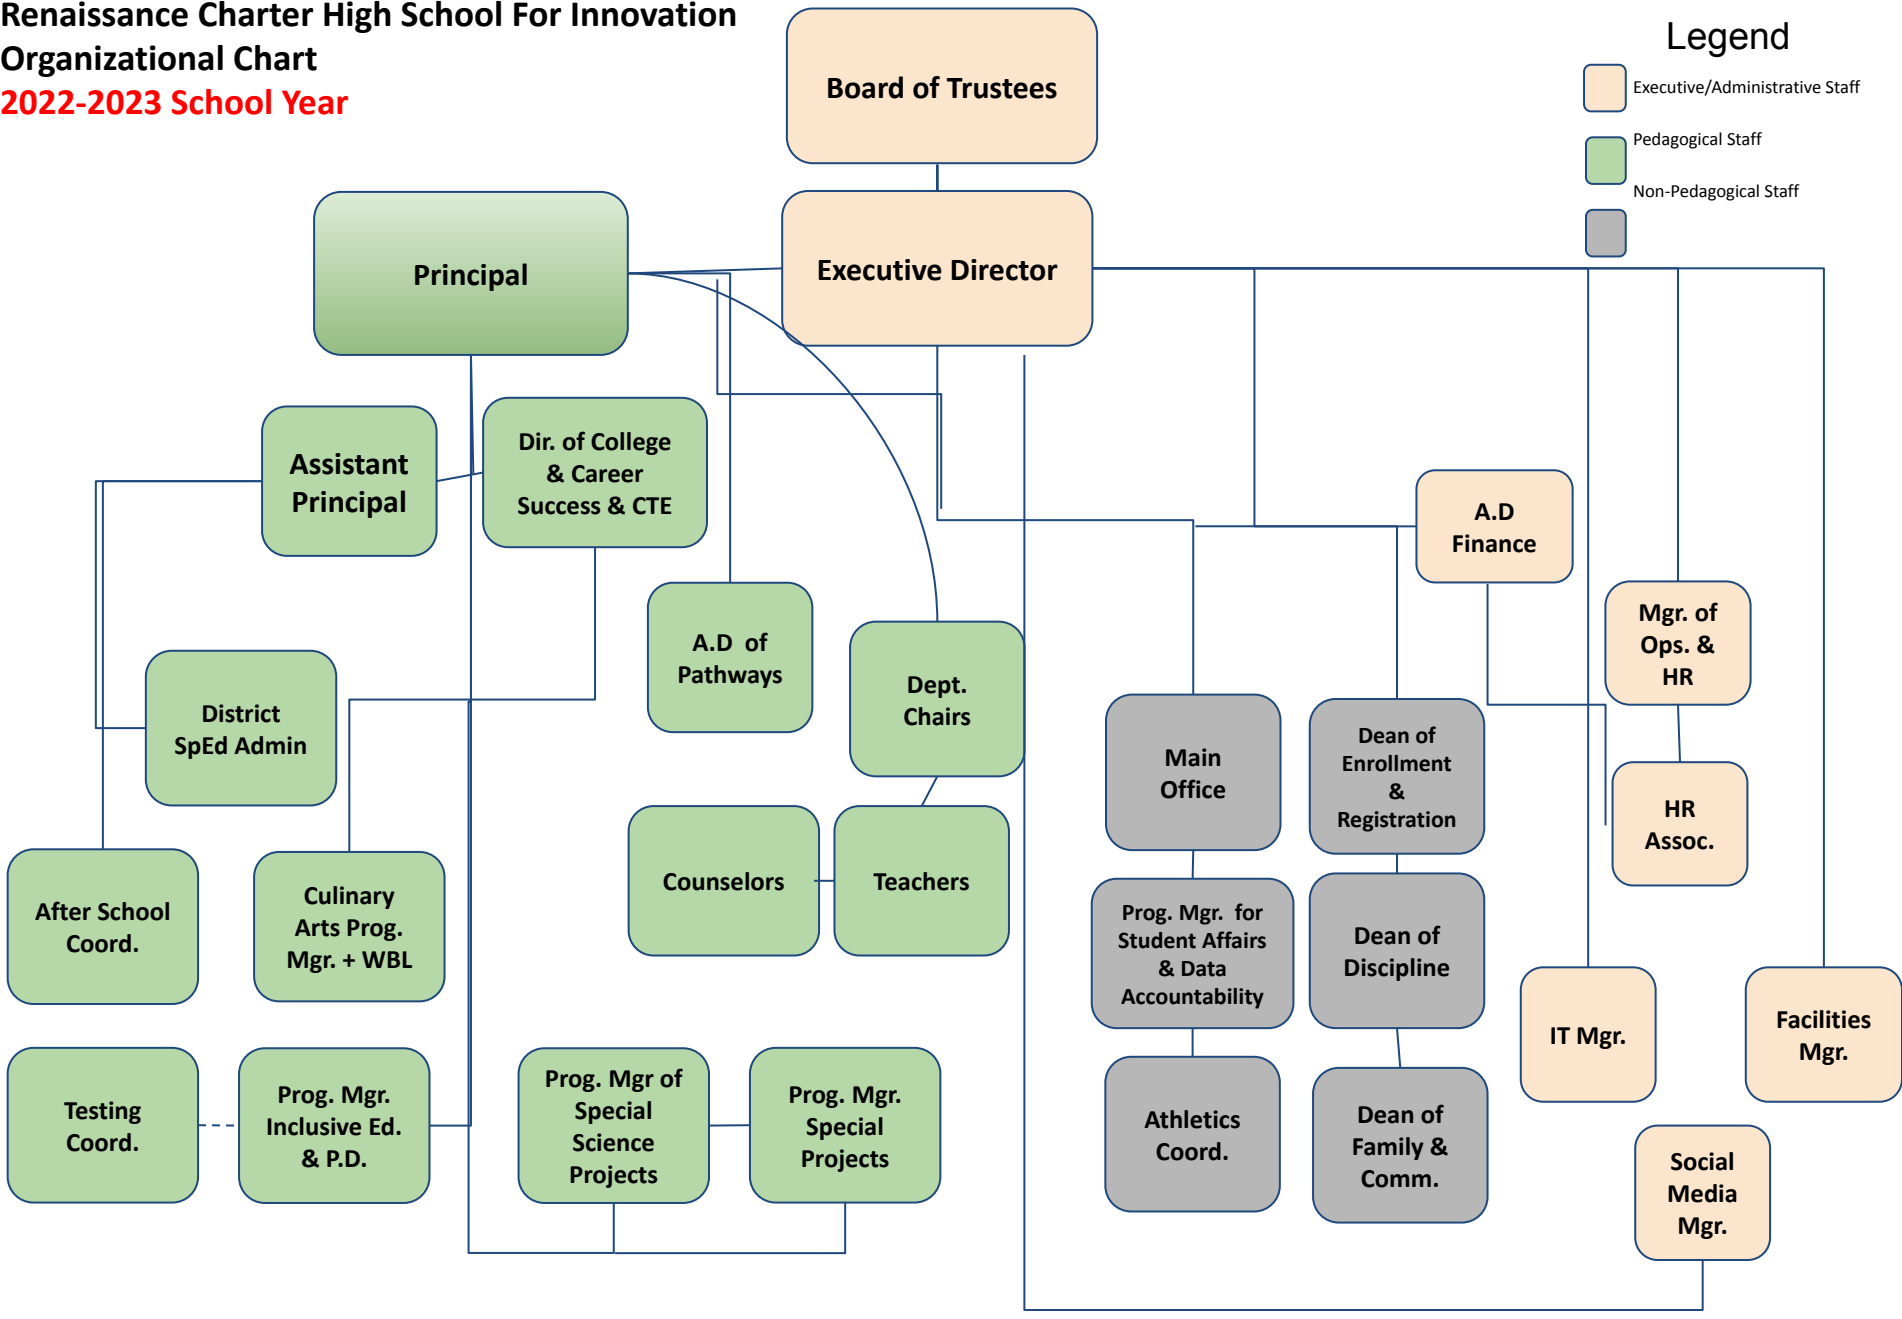 Renaissance Charter High School For Innovation
Organizational Chart
2022-2023 School Year
Board of Trustees
Legend
Executive/Administrative Staff
Pedagogical Staff
Non-Pedagogical Staff
Principal
Executive Director
Assistant
Principal
Dir. of College
& Career
Success & CTE
A.D
Finance
A.D of
Pathways
Dept.
Chairs
Mgr. of
Ops. &
HR
District
SpEd Admin
Main
Office
Dean of
Enrollment
&
Registration
HR
Assoc.
After School
Coord.
Culinary
Arts Prog.
Mgr. + WBL
Counselors
Teachers
Prog. Mgr. for
Student Affairs
& Data
Accountability
Dean of
Discipline
IT Mgr.
Facilities
Mgr.
Testing
Coord.
Prog. Mgr.
Inclusive Ed.
& P.D.
Prog. Mgr of
Special
Science
Projects
Prog. Mgr.
Special
Projects
Athletics
Coord.
Dean of
Family &
Comm.
Social
Media
Mgr.